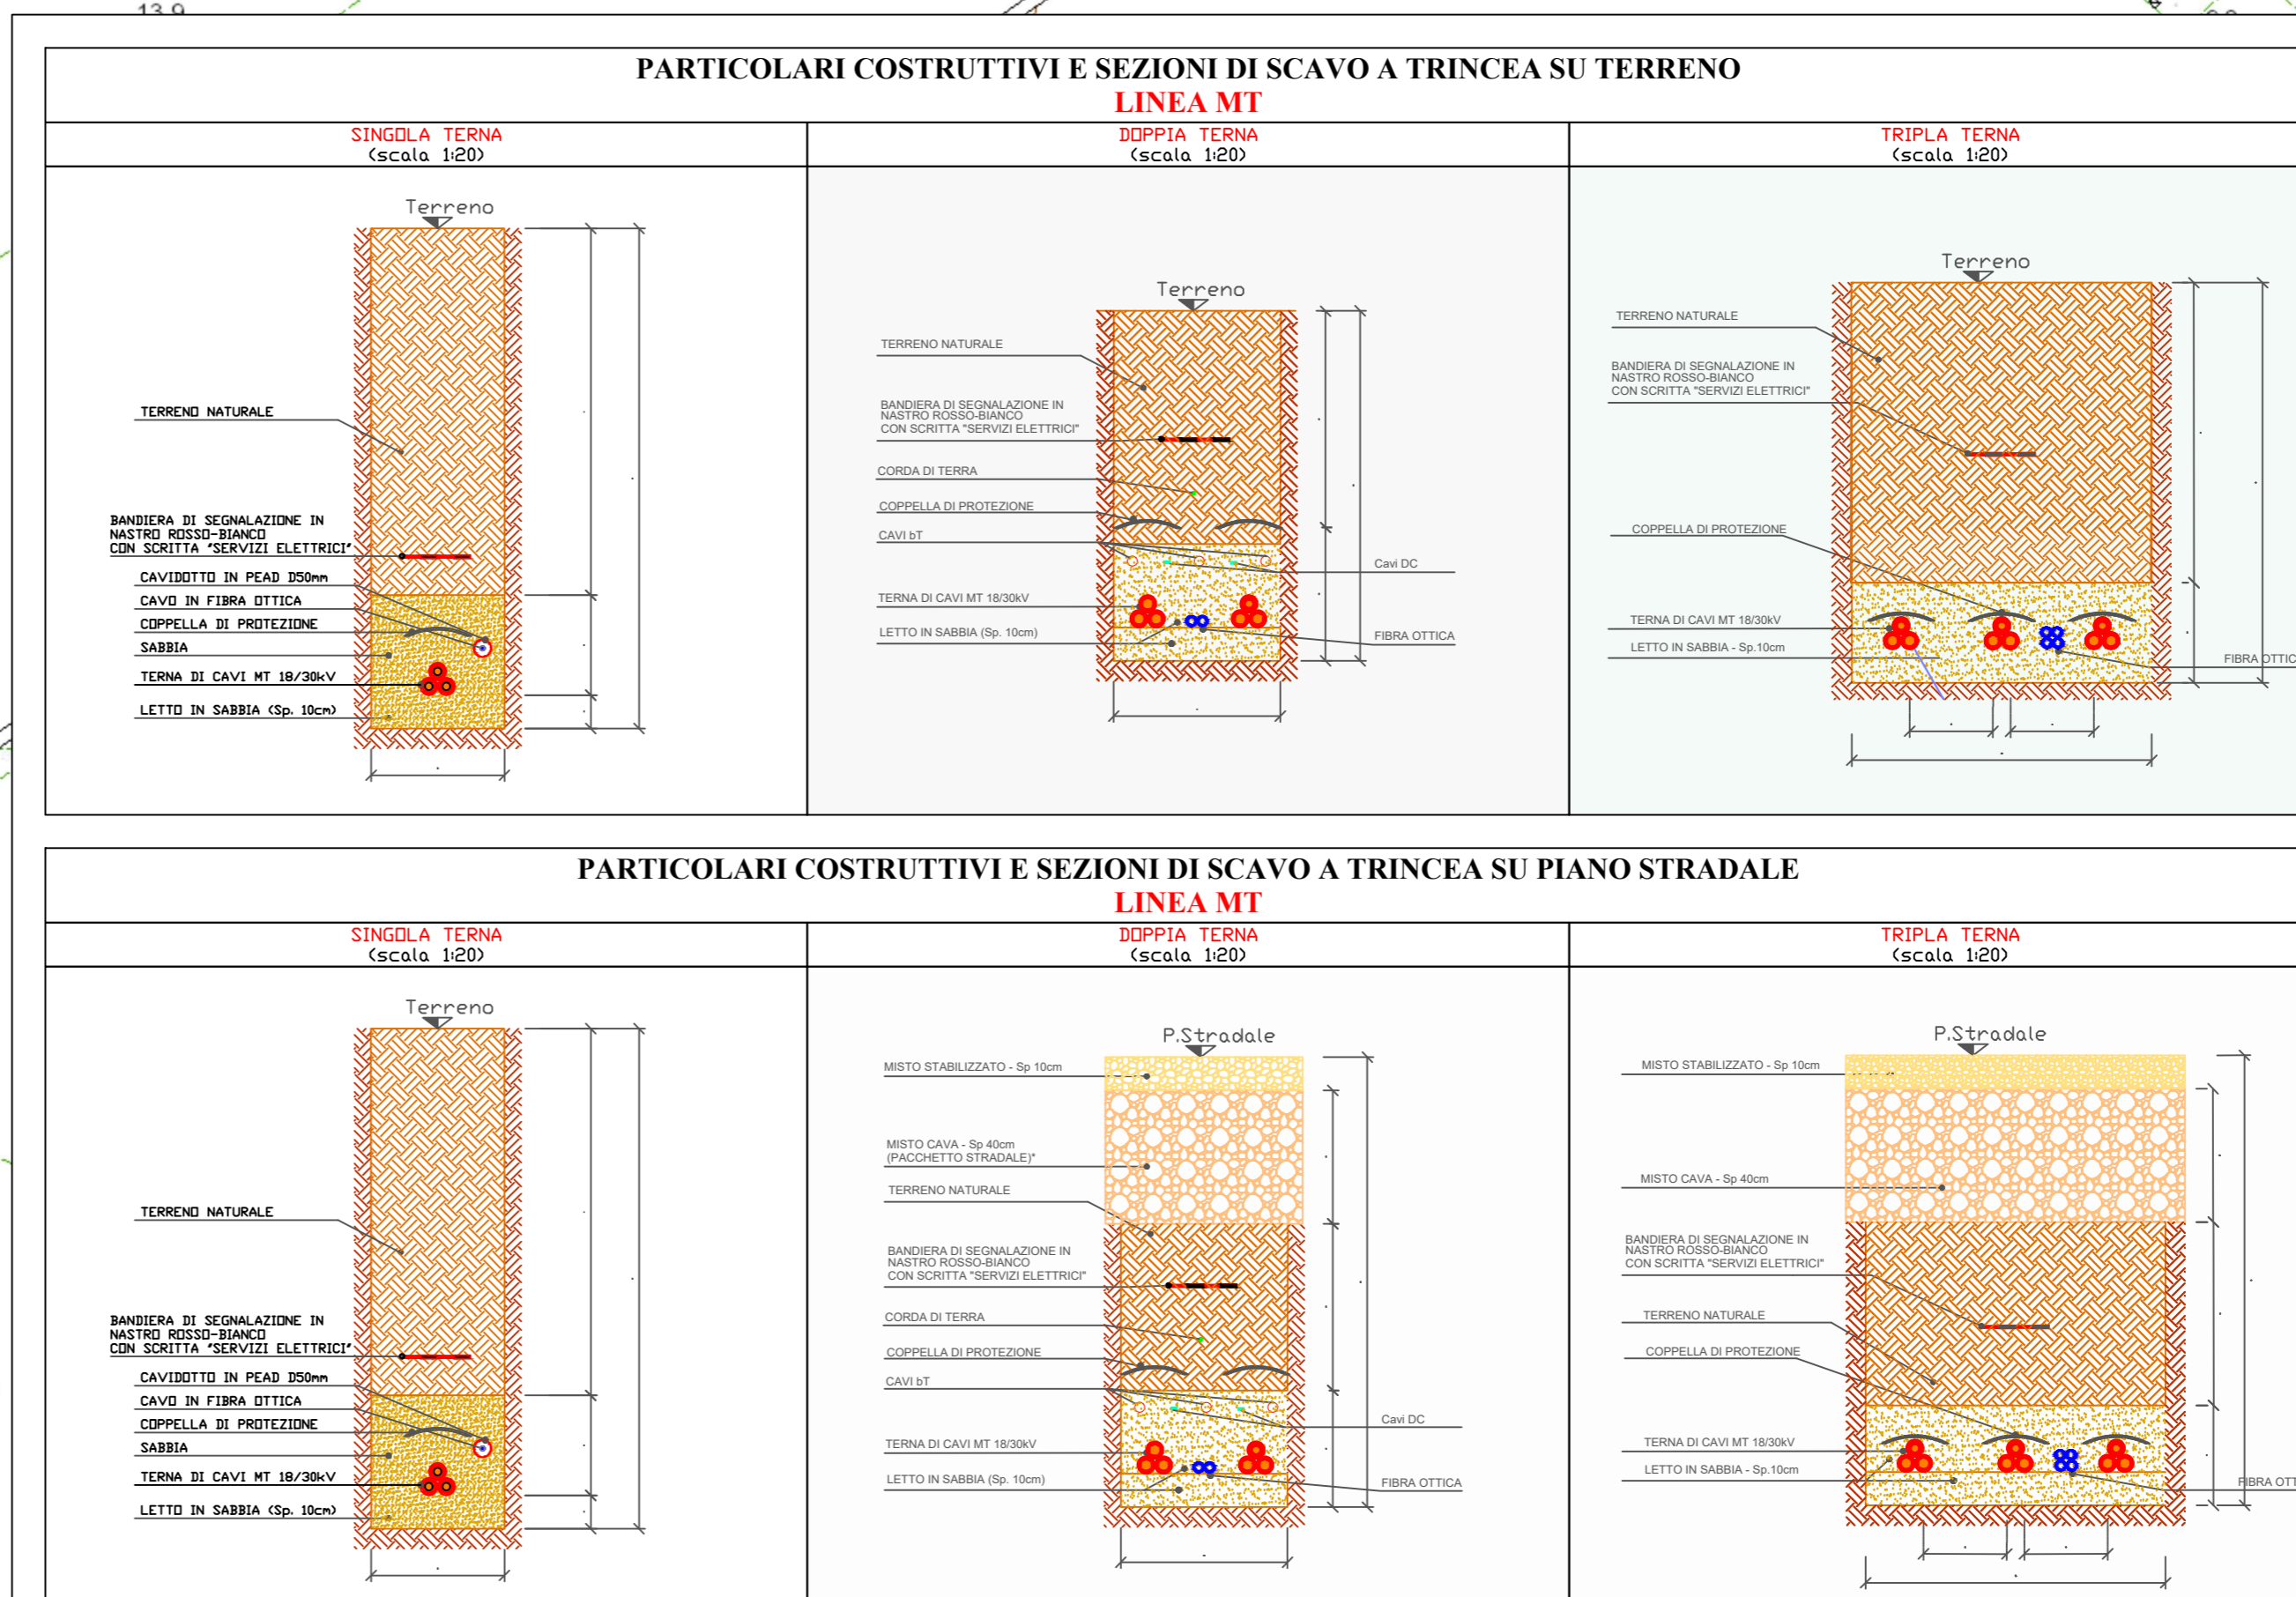 13.9
PARTICOLARI COSTRUTTIVI E SEZIONI DI SCAVO A TRINCEA SU TERRENO
LINEA MT
SINGOLA TERNA
(scala 1:20)
DOPPIA TERNA
(scala 1:20)
TRIPLA TERNA
(scala 1:20)
Terreno
TERRENO NATURALE
BANDIERA DI SEGNALAZIONE IN
NASTRO ROSSO-BIANCO
CON SCRITTA "SERVIZI ELETTRICI"
CAVIDOTTO IN PEAD D50mm
CAVO IN FIBRA OTTICA
COPPELLA DI PROTEZIONE
SABBIA
TERNA DI CAVI MT 18/30kV
LETTO IN SABBIA (Sp. 10cm)
Terreno
TERRENO NATURALE
BANDIERA DI SEGNALAZIONE IN
NASTRO ROSSO-BIANCO
CON SCRITTA "SERVIZI ELETTRICI"
CORDA DI TERRA
COPPELLA DI PROTEZIONE
CAVI bT
Cavi DC
TERNA DI CAVI MT 18/30kV
LETTO IN SABBIA (Sp. 10cm)
FIBRA OTTICA
Terreno
TERRENO NATURALE
BANDIERA DI SEGNALAZIONE IN
NASTRO ROSSO-BIANCO
CON SCRITTA "SERVIZI ELETTRICI"
COPPELLA DI PROTEZIONE
TERNA DI CAVI MT 18/30kV
LETTO IN SABBIA - Sp.10cm
FIBRA OTTIC
PARTICOLARI COSTRUTTIVI E SEZIONI DI SCAVO A TRINCEA SU PIANO STRADALE
LINEA MT
SINGOLA TERNA
(scala 1:20)
DOPPIA TERNA
(scala 1:20)
TRIPLA TERNA
(scala 1:20)
Terreno
TERRENO NATURALE
BANDIERA DI SEGNALAZIONE IN
NASTRO ROSSO-BIANCO
CON SCRITTA "SERVIZI ELETTRICI"
CAVIDOTTO IN PEAD D50mm
CAVO IN FIBRA OTTICA
COPPELLA DI PROTEZIONE
SABBIA
TERNA DI CAVI MT 18/30kV
LETTO IN SABBIA (Sp. 10cm)
P.Stradale
MISTO STABILIZZATO - Sp 10cm
MISTO CAVA - Sp 40cm
(PACCHETTO STRADALE)*
TERRENO NATURALE
BANDIERA DI SEGNALAZIONE IN
NASTRO ROSSO-BIANCO
CON SCRITTA "SERVIZI ELETTRICI"
CORDA DI TERRA
COPPELLA DI PROTEZIONE
CAVI bT
Cavi DC
TERNA DI CAVI MT 18/30kV
LETTO IN SABBIA (Sp. 10cm)
FIBRA OTTICA
P.Stradale
MISTO STABILIZZATO - Sp 10cm
MISTO CAVA - Sp 40cm
BANDIERA DI SEGNALAZIONE IN
NASTRO ROSSO-BIANCO
CON SCRITTA "SERVIZI ELETTRICI"
TERRENO NATURALE
COPPELLA DI PROTEZIONE
TERNA DI CAVI MT 18/30kV
LETTO IN SABBIA - Sp.10cm
FIBRA OTT